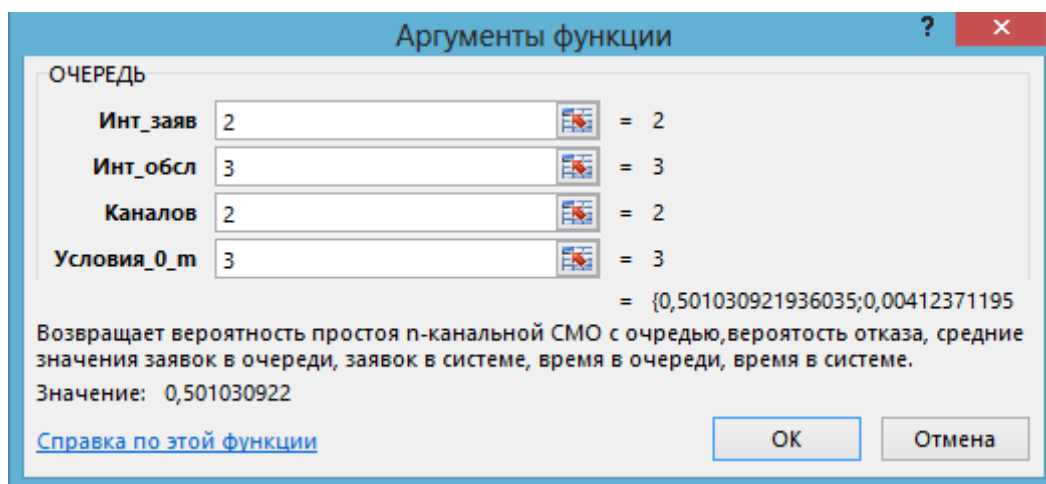 Аргументы функции ? ×
ОЧЕРЕДЬ
Инт_заяв 2 = 2
Инт_обсл 3 = 3
Каналов 2 = 2
Условия_0_m 3 = 3
= {0,501030921936035;0,00412371195
Возвращает вероятность простоя n-канальной СМО с очредью,вероятость отказа, средние
значения заявок в очереди, заявок в системе, время в очереди, время в системе.
Значение: 0,501030922
Справка по этой функции ОК Отмена